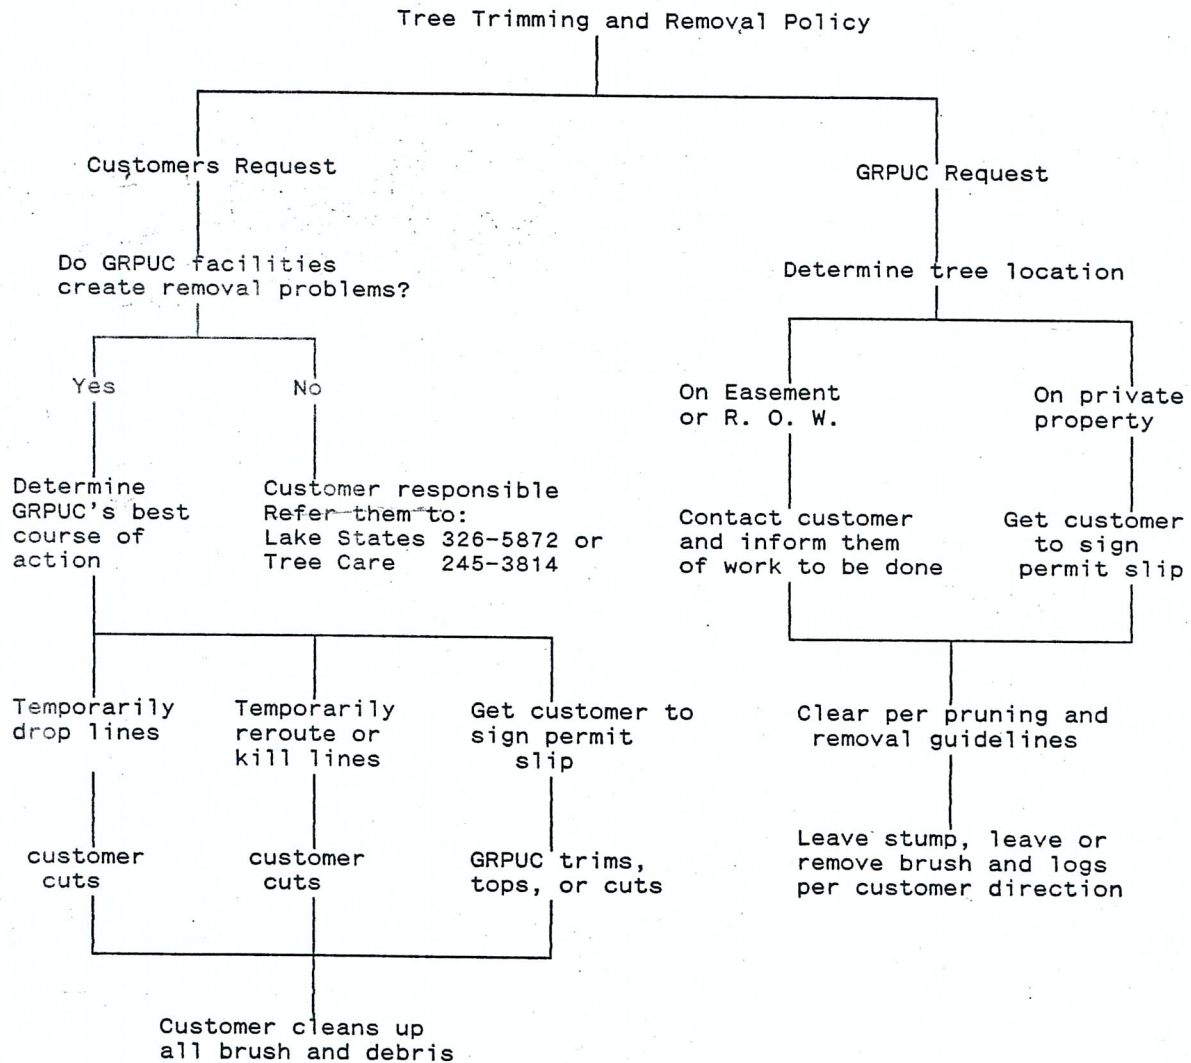 Tree Trimming and Removal Policy
Customers Request
GRPUC Request
Do GRPUC facilities
create removal problems?
Determine tree location
Yes
No
On Easement
or R. O. W.
On private
property
Determine
GRPUC's best
course of
action
Customer responsible
Refer them to:
Lake States 326-5872 or
Tree Care 245-3814
Contact customer
and inform them
of work to be done
Get customer
to sign
permit slip
Temporarily
drop lines
Temporarily
reroute or
kill lines
Get customer to
sign permit
slip
Clear per pruning and
removal guidelines
customer
cuts
customer
cuts
GRPUC trims,
tops, or cuts
Leave stump, leave or
remove brush and logs
per customer direction
Customer cleans up
all brush and debris